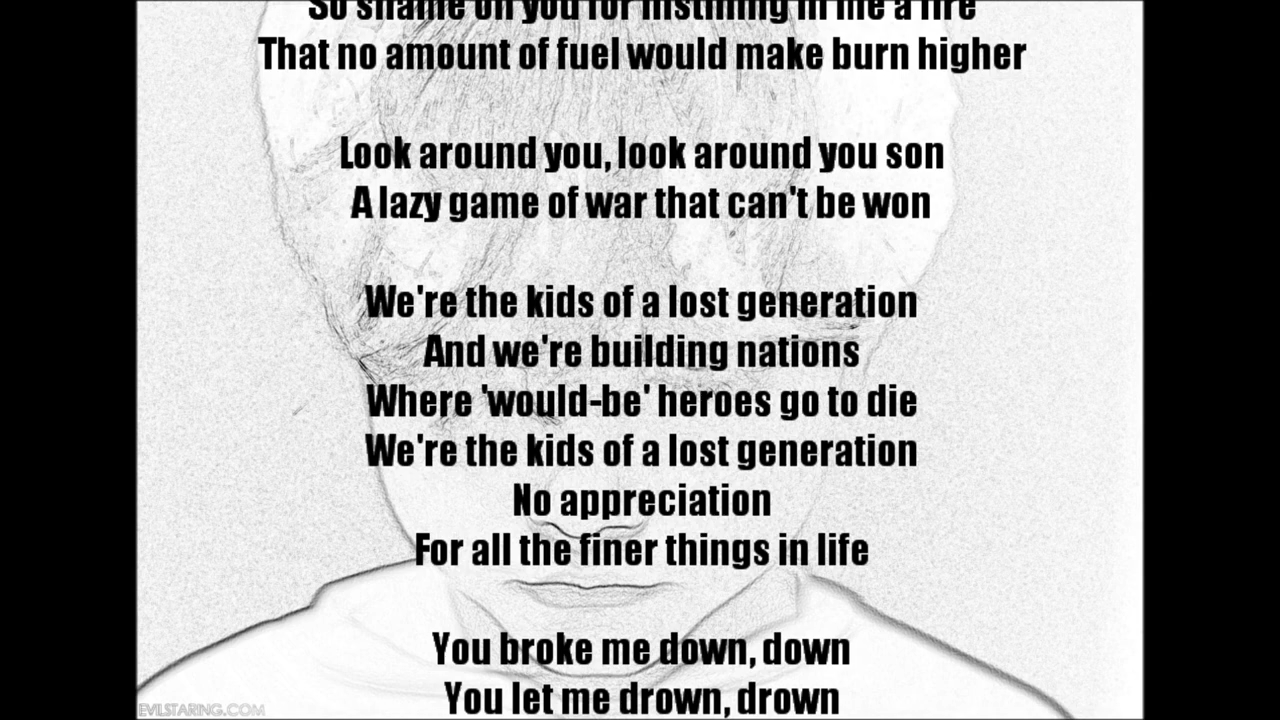 So shame on you for instilling in me a fire
That no amount of fuel would make burn higher
Look around you, look around you son
A lazy game of war that can't be won
We're the kids of a lost generation
And we're building nations
Where 'would-be' heroes go to die
We're the kids of a lost generation
No appreciation
For all the finer things in life
You broke me down, down
You let me drown, drown
EVILSTARING.COM